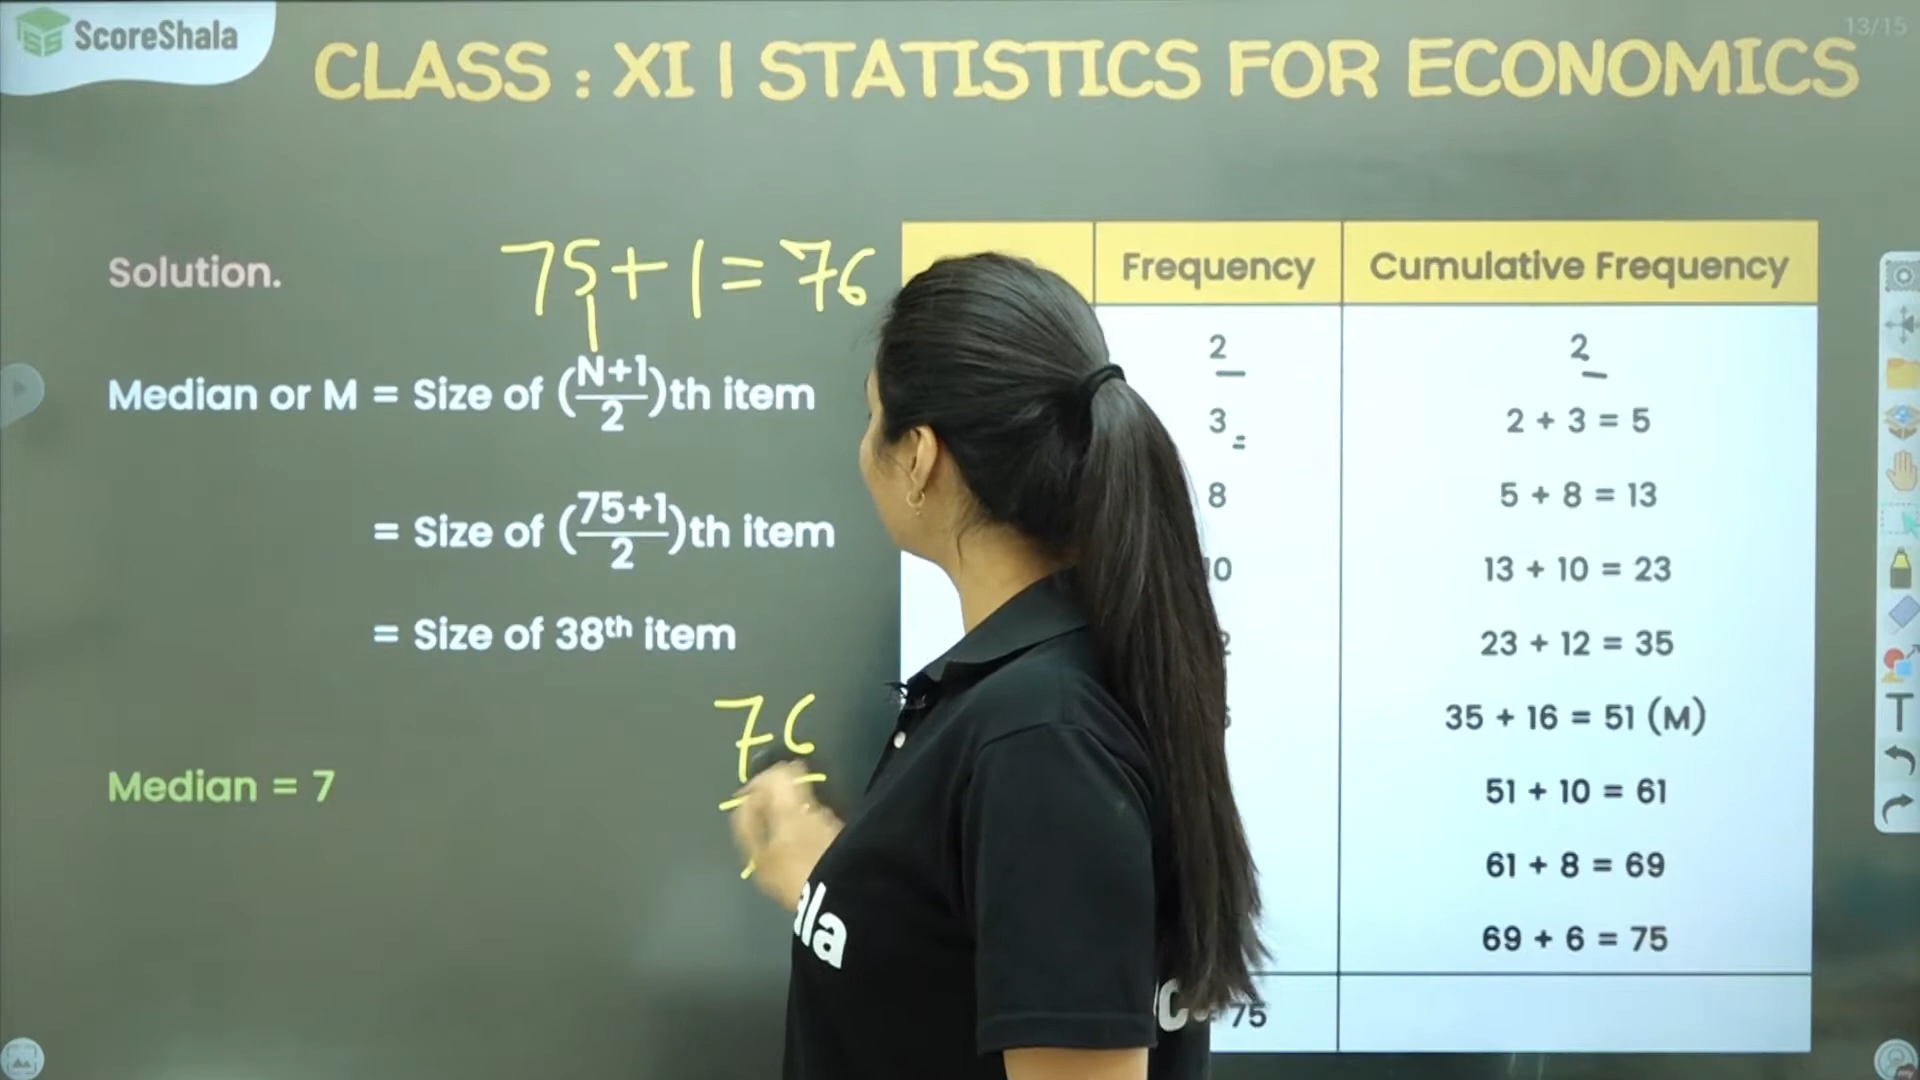 ScoreShala
13/15
CLASS : XI | STATISTICS FOR ECONOMICS
Solution.
75+1=76
Median or M = Size of (N+1/2)th item
= Size of (75+1/2)th item
= Size of 38th item
76
Median = 7
Frequency Cumulative Frequency
2 2
3 2 + 3 = 5
8 5 + 8 = 13
10 13 + 10 = 23
23 + 12 = 35
35 + 16 = 51 (M)
51 + 10 = 61
61 + 8 = 69
69 + 6 = 75
75